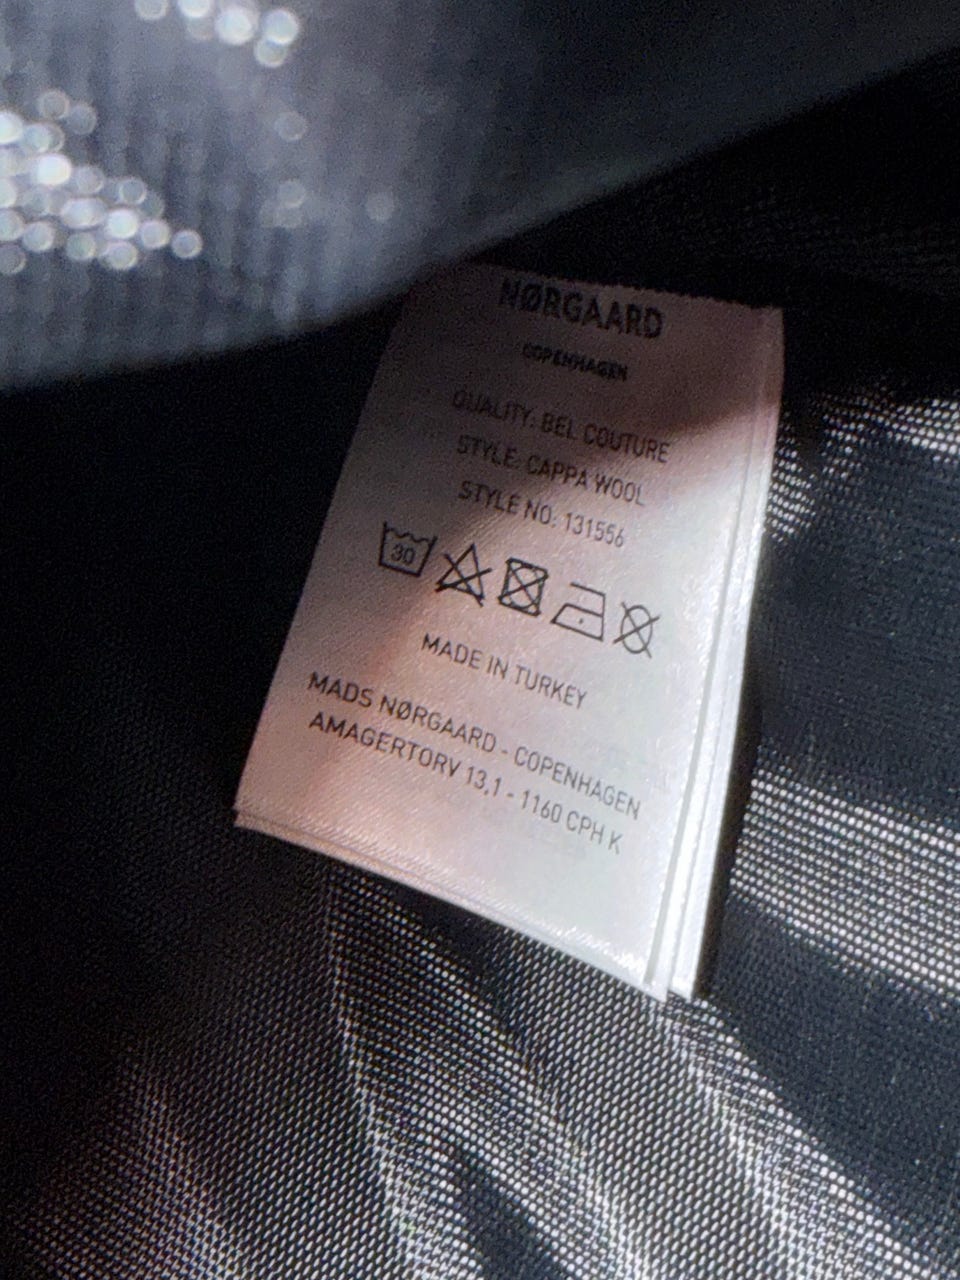 NØRGAARD
COPENHAGEN
QUALITY: BEL COUTURE
STYLE: CAPPA WOOL
STYLE NO: 131556
30
MADE IN TURKEY
MADS NØRGAARD - COPENHAGEN
AMAGERTORV 13,1 - 1160 CPH K